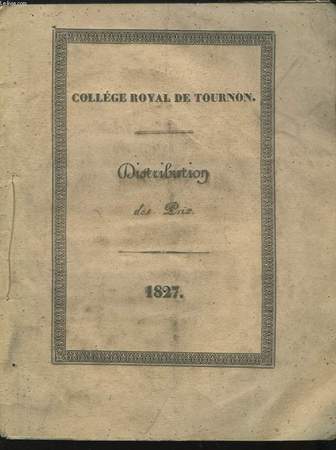 COLLÉGE ROYAL DE TOURNON.
Distribution
des Prix.
1827.